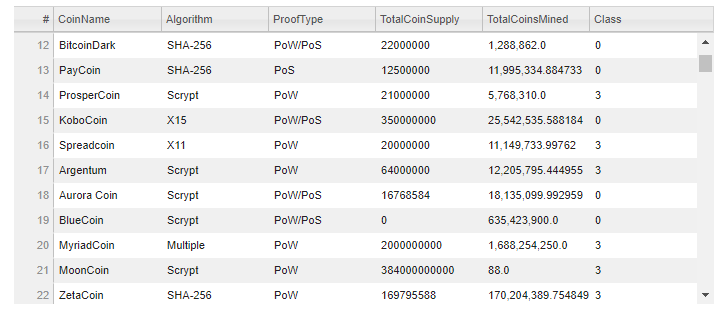 # CoinName Algorithm ProofType TotalCoinSupply TotalCoinsMined Class
12 BitcoinDark SHA-256 PoW/PoS 22000000 1,288,862.0 0
13 PayCoin SHA-256 PoS 12500000 11,995,334.884733 0
14 ProsperCoin Scrypt PoW 21000000 5,768,310.0 3
15 KoboCoin X15 PoW/PoS 350000000 25,542,535.588184 0
16 Spreadcoin X11 PoW 20000000 11,149,733.99762 3
17 Argentum Scrypt PoW 64000000 12,205,795.444955 3
18 Aurora Coin Scrypt PoW/PoS 16768584 18,135,099.992959 0
19 BlueCoin Scrypt PoW/PoS 0 635,423,900.0 0
20 MyriadCoin Multiple PoW 2000000000 1,688,254,250.0 3
21 MoonCoin Scrypt PoW 384000000000 88.0 3
22 ZetaCoin SHA-256 PoW 169795588 170,204,389.754849 3